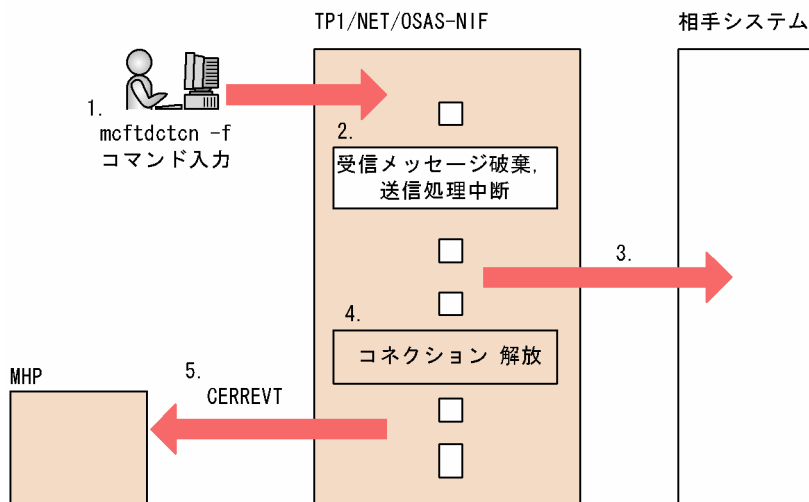 TP1/NET/OSAS-NIF
相手システム
1.
mcftdctcn -f
コマンド入力
2.
受信メッセージ破棄,
送信処理中断
3.
4.
コネクション 解放
MHP
5.
CERREVT